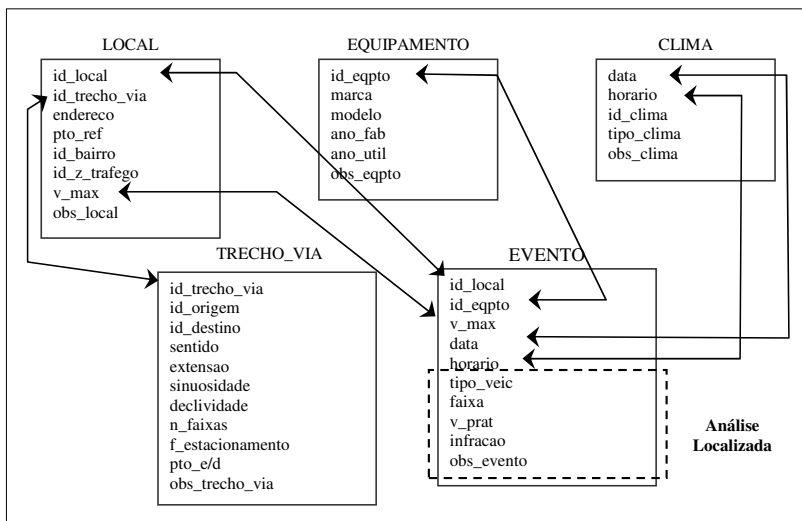 LOCAL
id_local
id_trecho_via
endereco
pto_ref
id_bairro
id_z_trafego
v_max
obs_local
EQUIPAMENTO
id_eqpto
marca
modelo
ano_fab
ano_util
obs_eqpto
CLIMA
data
horario
id_clima
tipo_clima
obs_clima
TRECHO_VIA
id_trecho_via
id_origem
id_destino
sentido
extensao
sinuosidade
declividade
n_faixas
f_estacionamento
pto_e/d
obs_trecho_via
EVENTO
id_local
id_eqpto
v_max
data
horario
tipo_veic
faixa
v_prat
infracao
obs_evento
Análise
Localizada